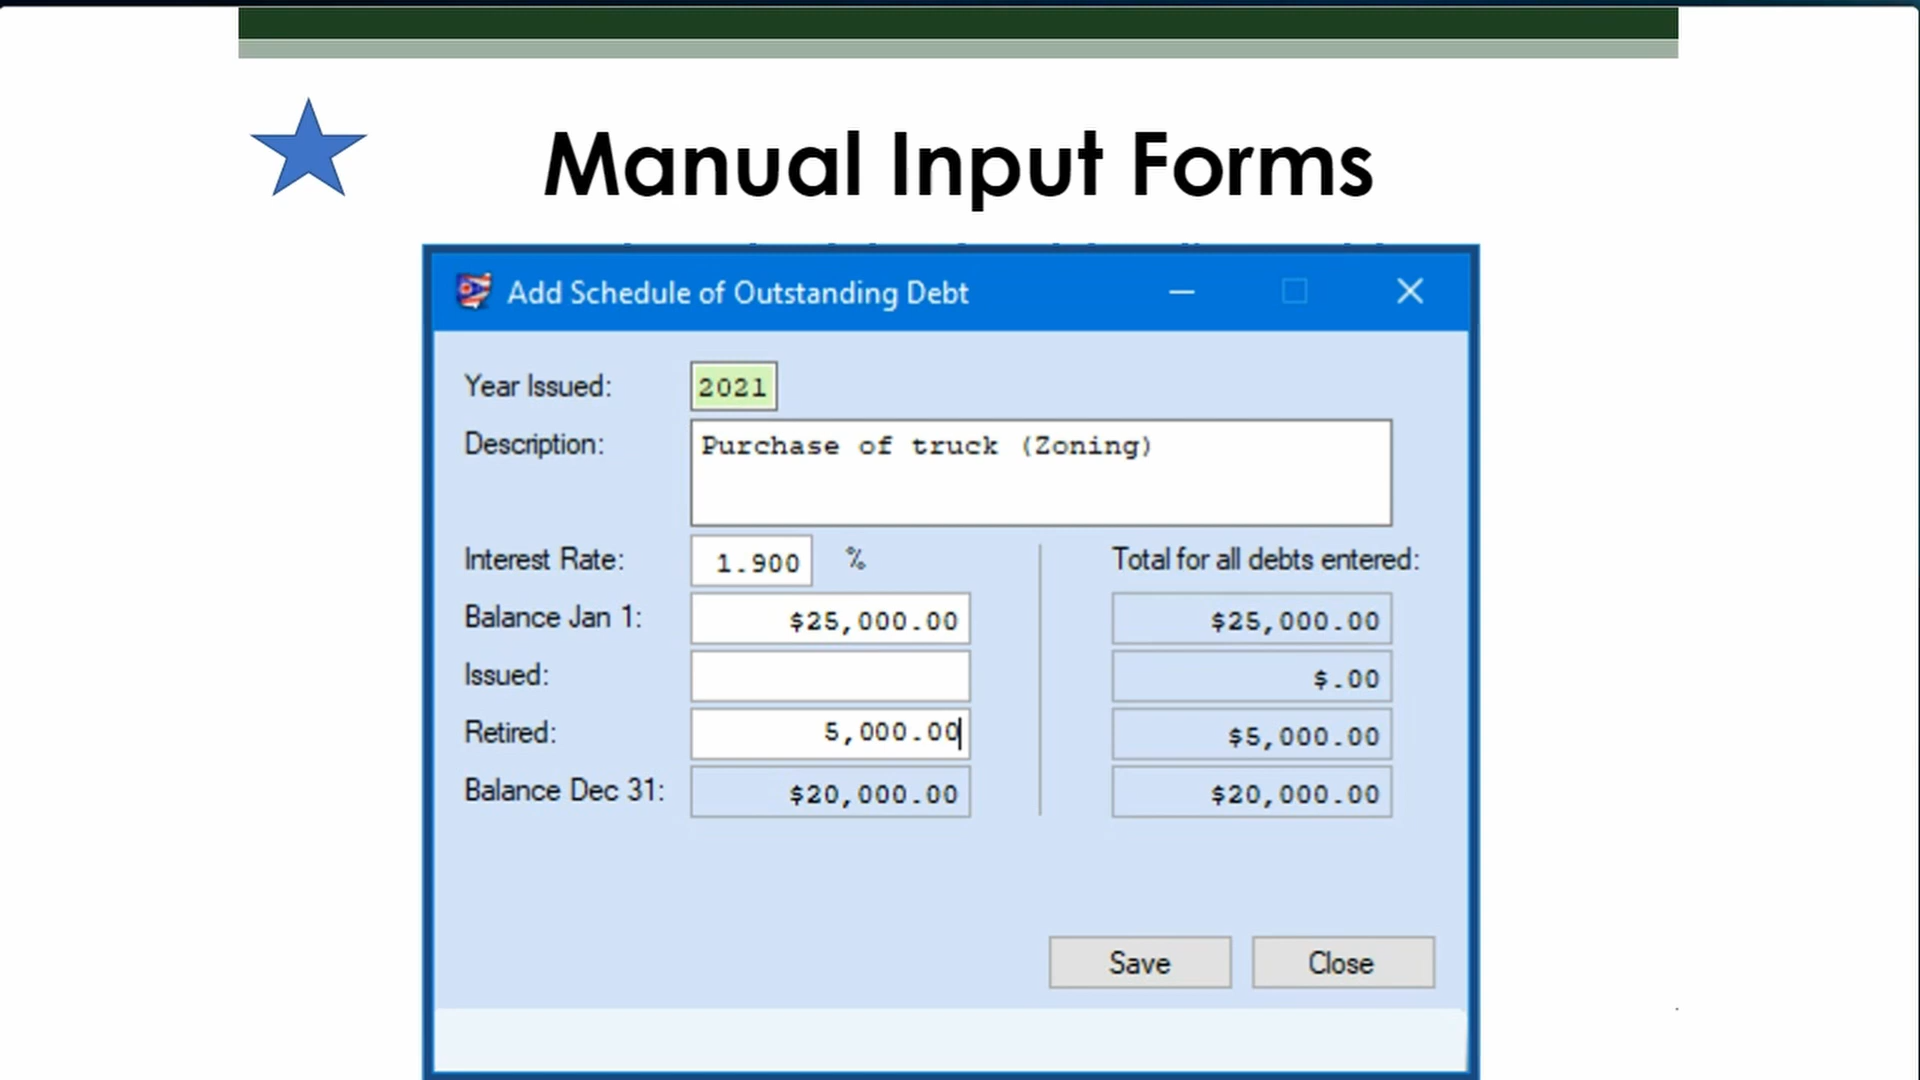 Manual Input Forms
Add Schedule of Outstanding Debt
Year Issued: 2021
Description: Purchase of truck (Zoning)
Interest Rate: 1.900 % Total for all debts entered:
Balance Jan 1: $25,000.00 $25,000.00
Issued: $.00
Retired: 5,000.00 $5,000.00
Balance Dec 31: $20,000.00 $20,000.00
Save Close